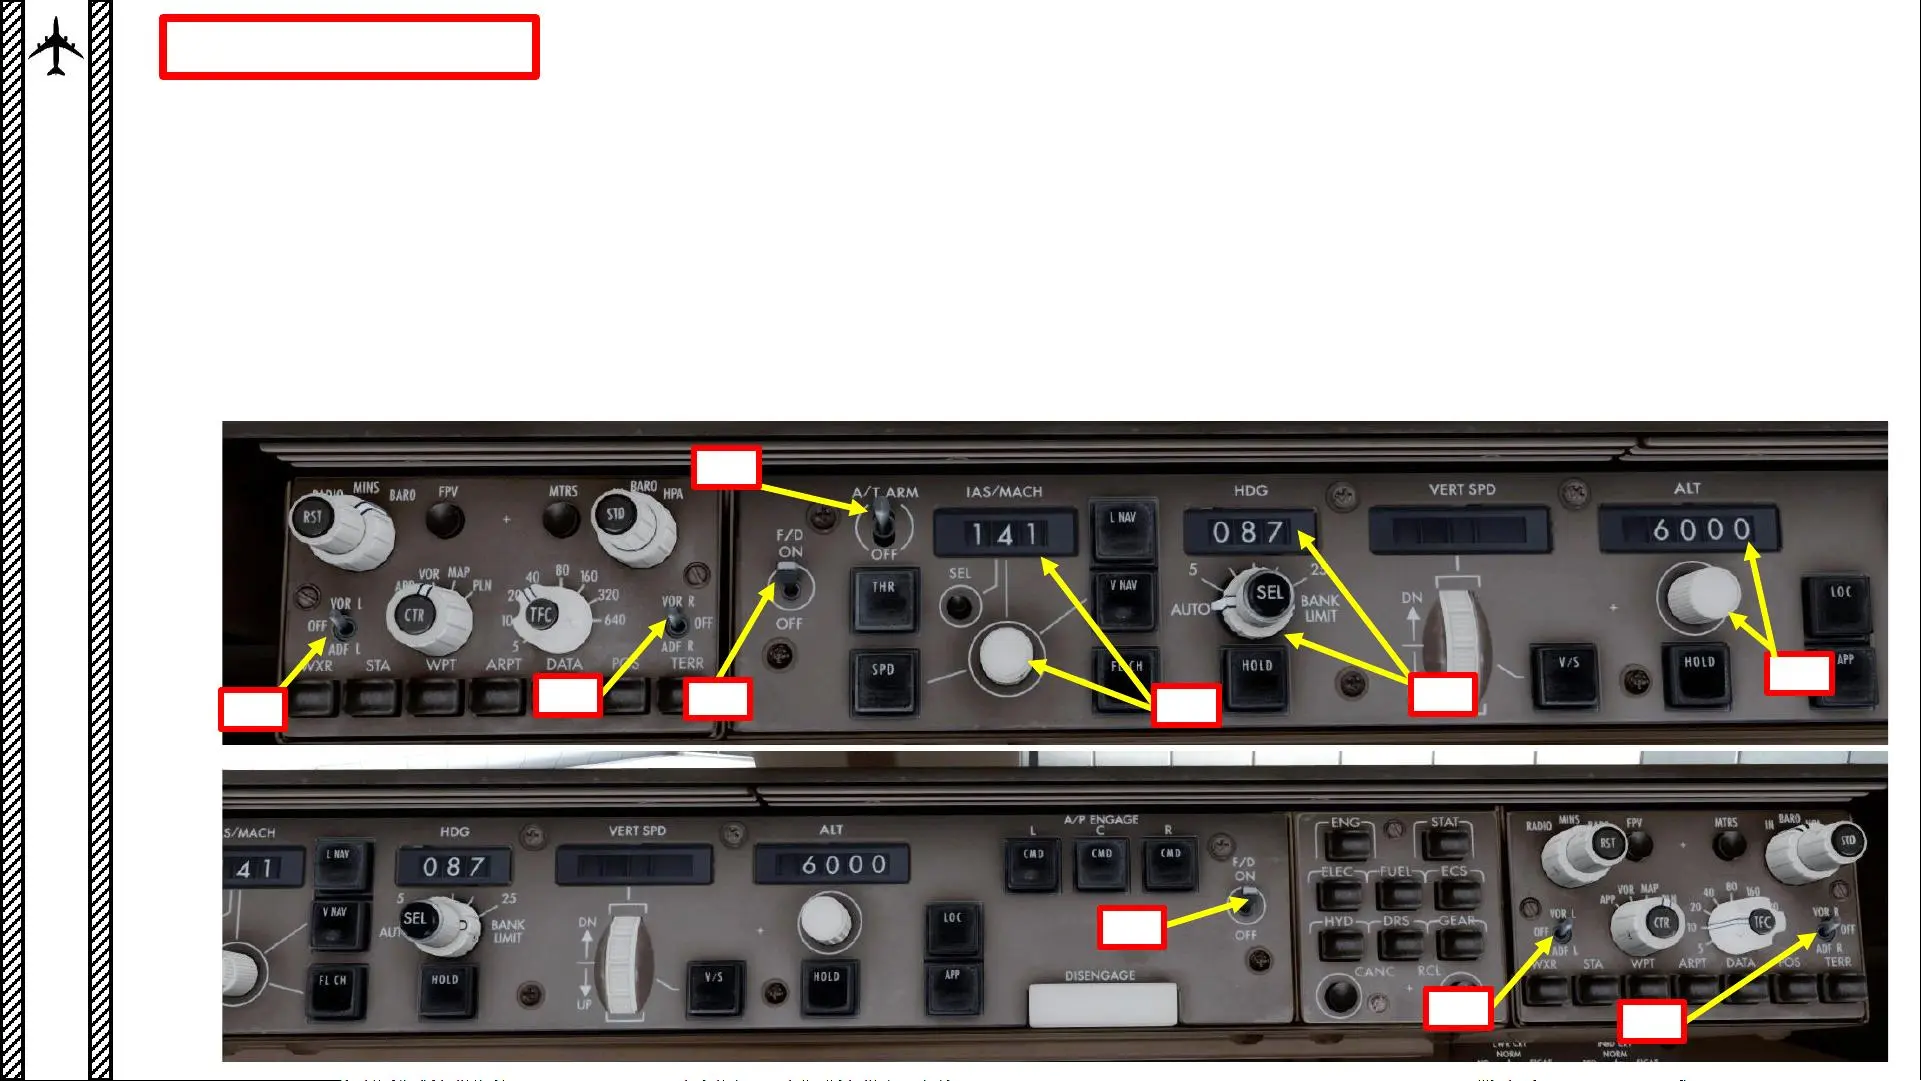 A/T ARM
IAS/MACH
HDG
VERT SPD
ALT
MINS
BARO
FPV
MTRS
BARO
HPA
RST
STD
141
L NAV
087
6000
F/D
ON
OFF
OFF
THR
SEL
V NAV
5
SEL
AUTO
BANK
LIMIT
DN
LOC
VOR
MAP
PLN
CTR
40
80
160
20
320
10
640
5
TFC
VOR L
OFF
ADF L
VOR R
OFF
ADF R
WXR
STA
WPT
ARPT
DATA
POS
TERR
SPD
FL CH
HOLD
V/S
HOLD
APP
S/MACH
HDG
VERT SPD
ALT
A/P ENGAGE
L
C
R
41
L NAV
087
6000
CMD
CMD
CMD
F/D
ON
OFF
5
25
SEL
V NAV
BANK
LIMIT
DN
UP
LOC
FL CH
HOLD
V/S
HOLD
APP
DISENGAGE
ENG
STAT
ELEC
FUEL
ECS
HYD
DRS
GEAR
CANC
RCL
RADIO
MINS
FPV
MTRS
IN
BARO
RST
STD
APP
VOR
MAP
CTR
40
80
160
20
10
5
TFC
VOR L
OFF
ADF L
VOR R
OFF
ADF R
WXR
STA
WPT
ARPT
DATA
POS
TERR
NORM
NORM